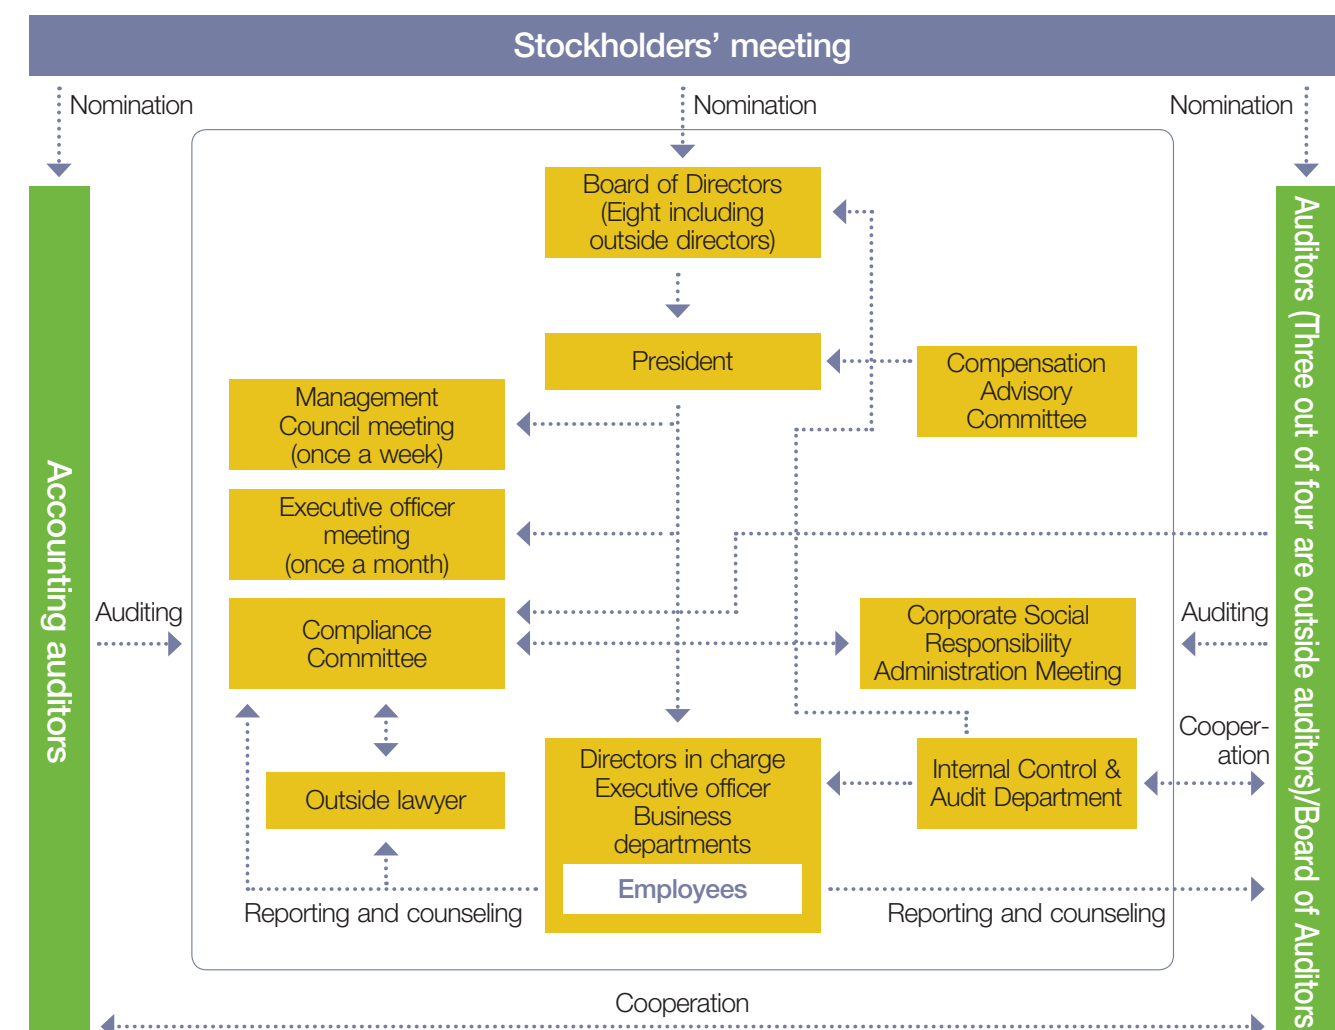 Stockholders’ meeting
Nomination
Nomination
Nomination
Board of Directors
(Eight including
outside directors)
President
Compensation
Advisory
Committee
Management
Council meeting
(once a week)
Executive officer
meeting
(once a month)
Accounting auditors
Auditing
Compliance
Committee
Corporate Social
Responsibility
Administration Meeting
Auditing
Auditors (Three out of four are outside auditors)/Board of Auditors
Cooper-
ation
Outside lawyer
Directors in charge
Executive officer
Business
departments
Employees
Internal Control &
Audit Department
Reporting and counseling
Reporting and counseling
Cooperation